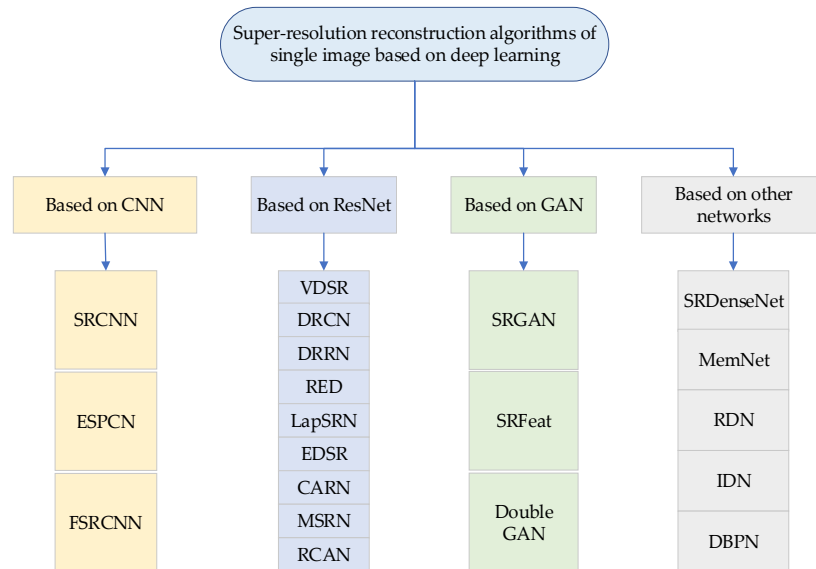 Super-resolution reconstruction algorithms of
single image based on deep learning
Based on CNN
Based on ResNet
Based on GAN
Based on other
networks
SRCNN
ESPCN
FSRCNN
VDSR
DRCN
DRRN
RED
LapSRN
EDSR
CARN
MSRN
RCAN
SRGAN
SRFeat
Double
GAN
SRDenseNet
MemNet
RDN
IDN
DBPN